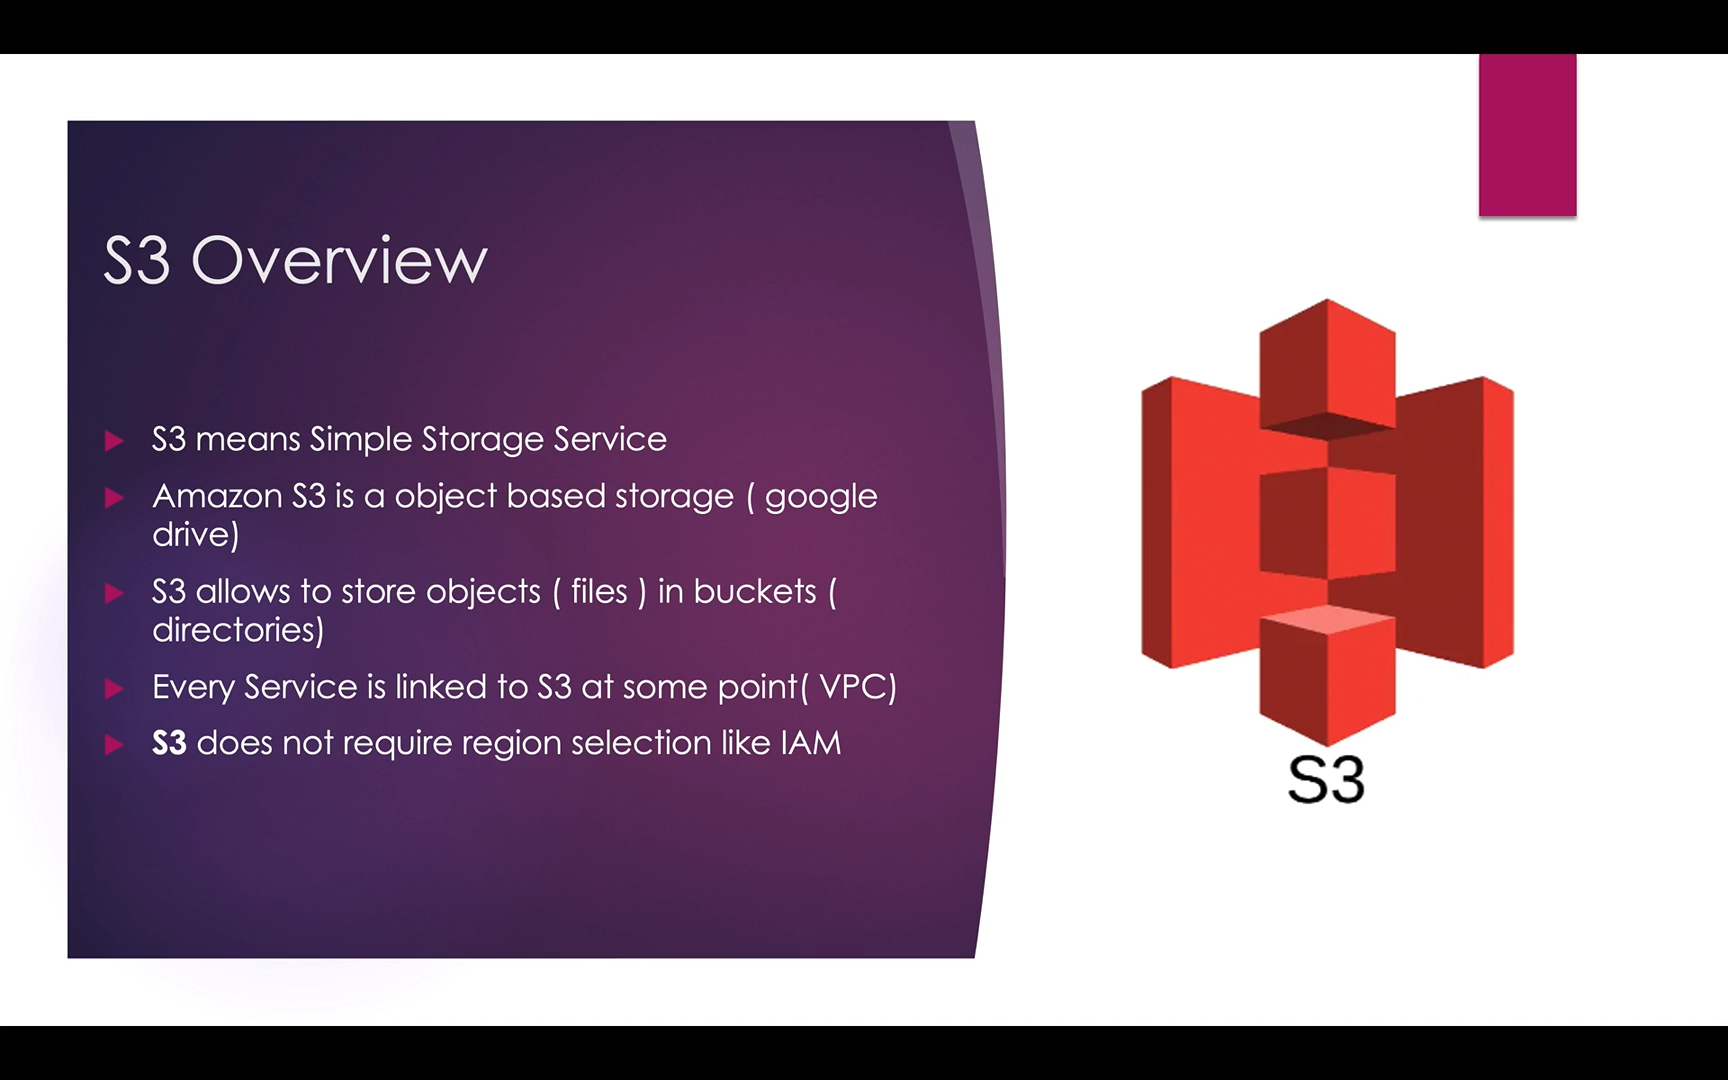 S3 Overview
S3 means Simple Storage Service
Amazon S3 is a object based storage ( google
drive)
S3 allows to store objects ( files ) in buckets (
directories)
Every Service is linked to S3 at some point( VPC)
S3 does not require region selection like IAM
S3